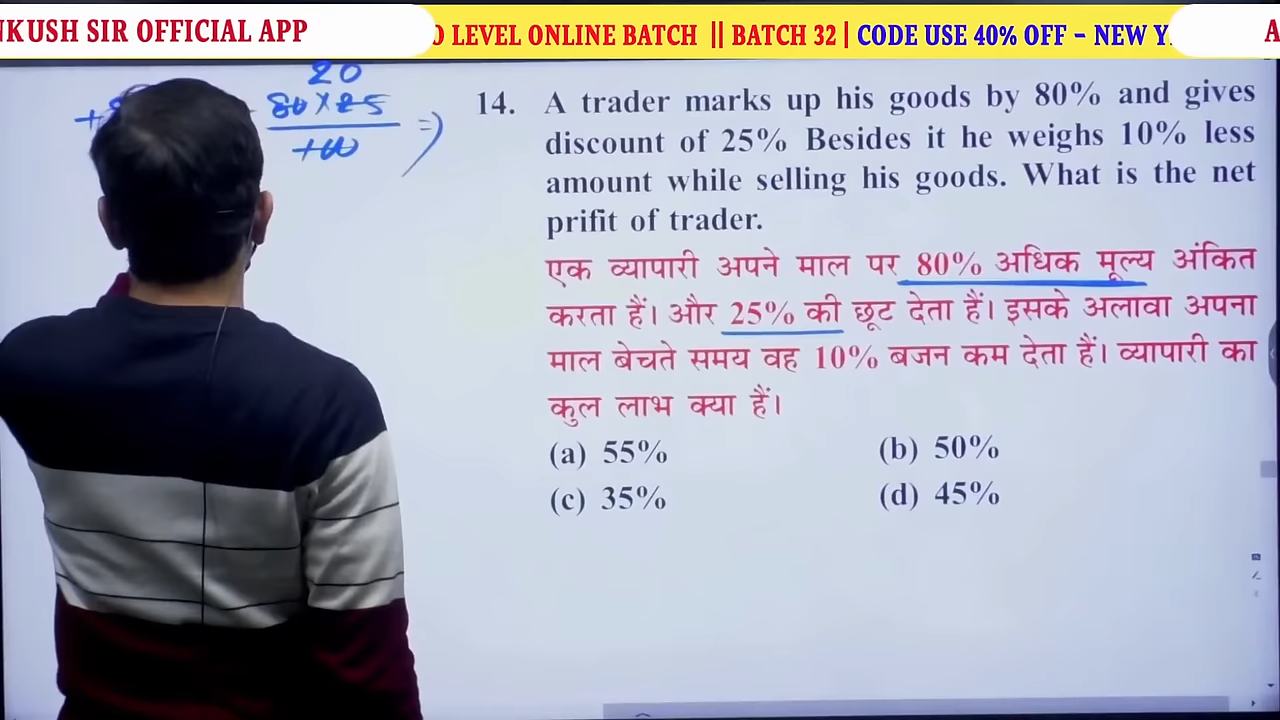 NKUSH SIR OFFICIAL APP
O LEVEL ONLINE BATCH || BATCH 32 | CODE USE 40% OFF – NEW Y
A
20
80 × 25
100
⇒
14. A trader marks up his goods by 80% and gives
discount of 25% Besides it he weighs 10% less
amount while selling his goods. What is the net
prifit of trader.
एक व्यापारी अपने माल पर 80% अधिक मूल्य अंकित
करता हैं। और 25% की छूट देता हैं। इसके अलावा अपना
माल बेचते समय वह 10% बजन कम देता हैं। व्यापारी का
कुल लाभ क्या हैं।
(a) 55% (b) 50%
(c) 35% (d) 45%